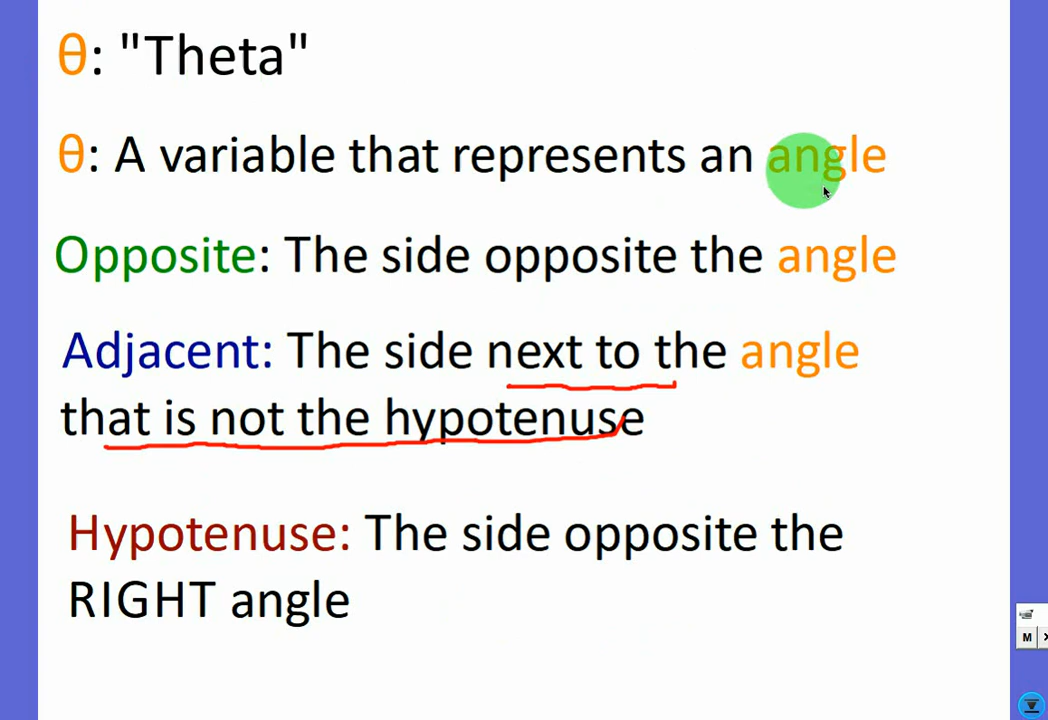 θ: "Theta"
θ: A variable that represents an angle
Opposite: The side opposite the angle
Adjacent: The side next to the angle
that is not the hypotenuse
Hypotenuse: The side opposite the
RIGHT angle
M